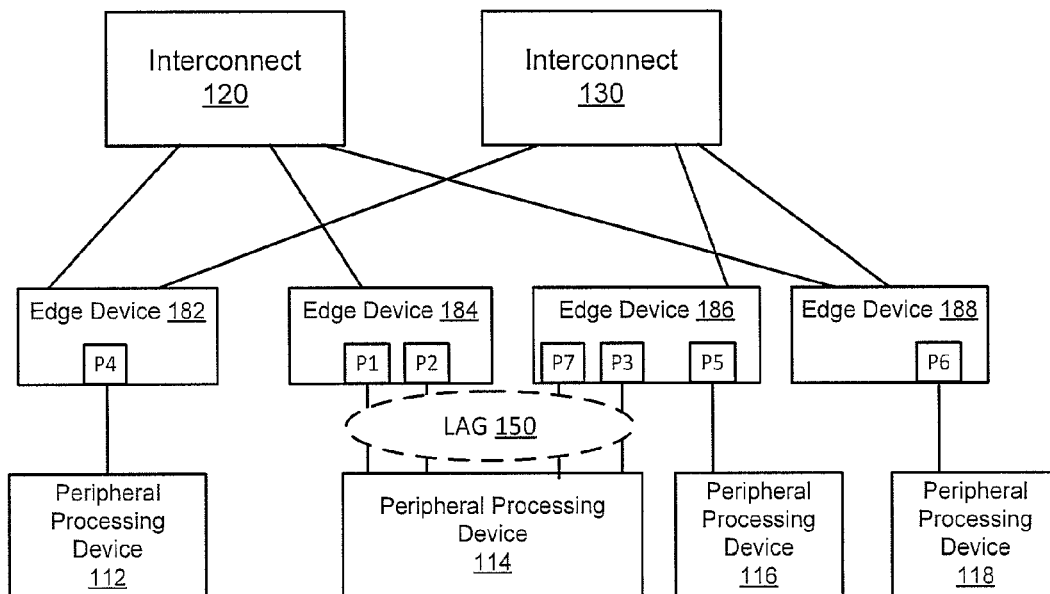 Interconnect
120
Interconnect
130
Edge Device 182
P4
Edge Device 184
P1 P2
Edge Device 186
P7 P3 P5
Edge Device 188
P6
LAG 150
Peripheral
Processing
Device
112
Peripheral Processing
Device
114
Peripheral
Processing
Device
116
Peripheral
Processing
Device
118